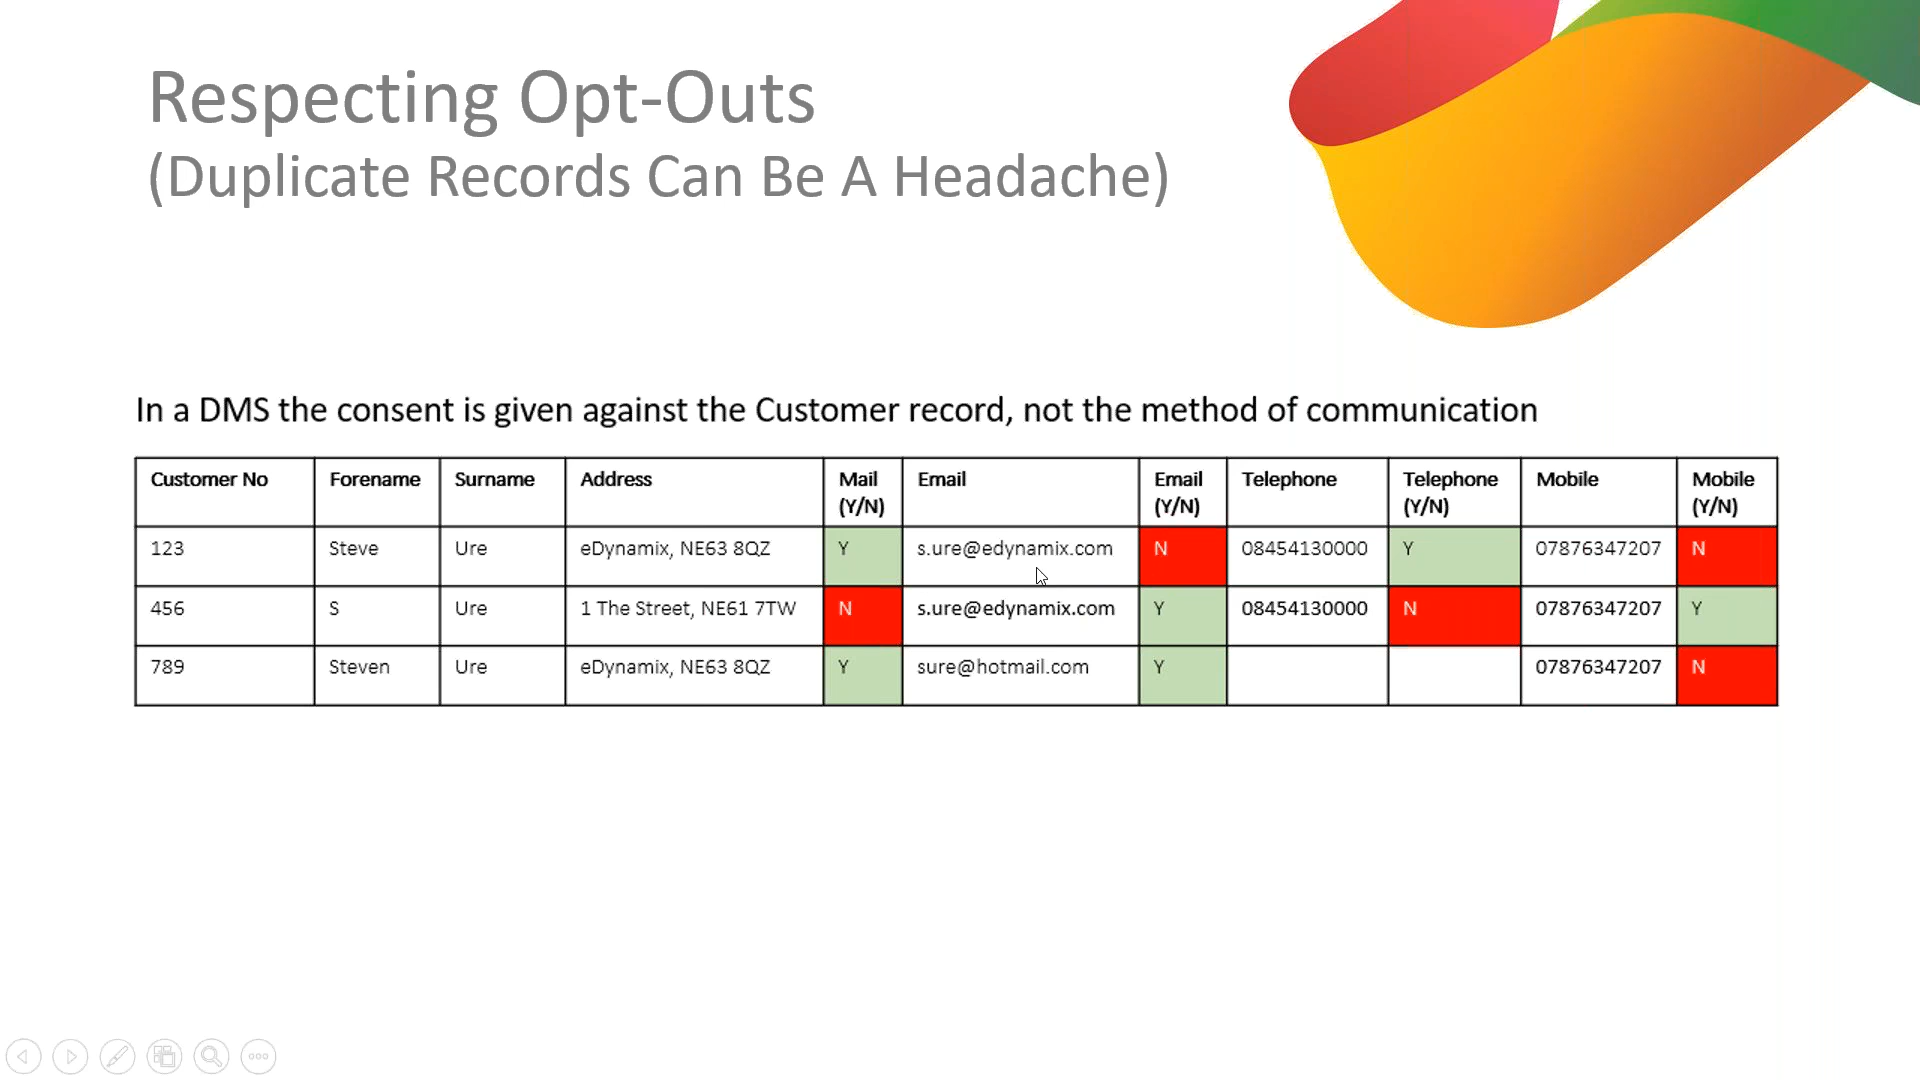 Respecting Opt-Outs
(Duplicate Records Can Be A Headache)
In a DMS the consent is given against the Customer record, not the method of communication
Customer No Forename Surname Address Mail (Y/N) Email Email (Y/N) Telephone Telephone (Y/N) Mobile Mobile (Y/N)
123 Steve Ure eDynamix, NE63 8QZ Y s.ure@edynamix.com N 08454130000 Y 07876347207 N
456 S Ure 1 The Street, NE61 7TW N s.ure@edynamix.com Y 08454130000 N 07876347207 Y
789 Steven Ure eDynamix, NE63 8QZ Y sure@hotmail.com Y 07876347207 N